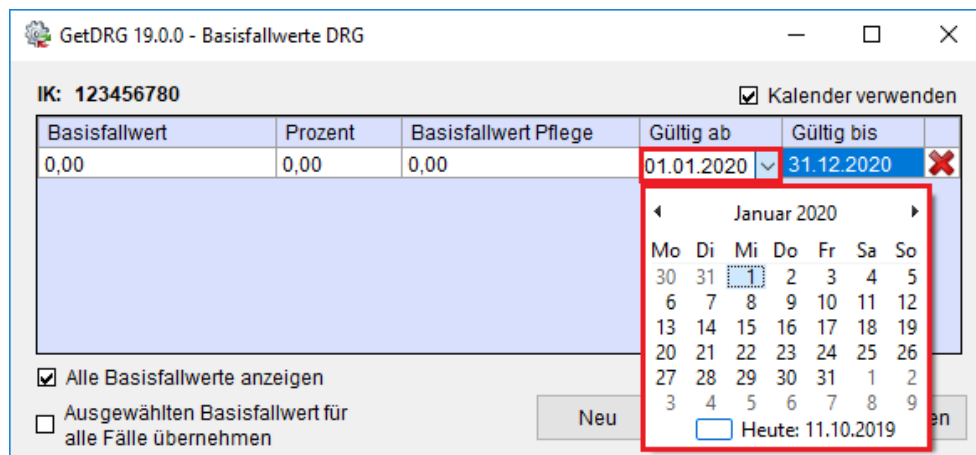 GetDRG 19.0.0 - Basisfallwerte DRG
IK: 123456780
Kalender verwenden
Basisfallwert Prozent Basisfallwert Pflege Gültig ab Gültig bis
0,00 0,00 0,00 01.01.2020 31.12.2020
Januar 2020
Mo Di Mi Do Fr Sa So
30 31 1 2 3 4 5
6 7 8 9 10 11 12
13 14 15 16 17 18 19
20 21 22 23 24 25 26
27 28 29 30 31 1 2
3 4 5 6 7 8 9
Heute: 11.10.2019
Alle Basisfallwerte anzeigen
Ausgewählten Basisfallwert für
alle Fälle übernehmen
Neu